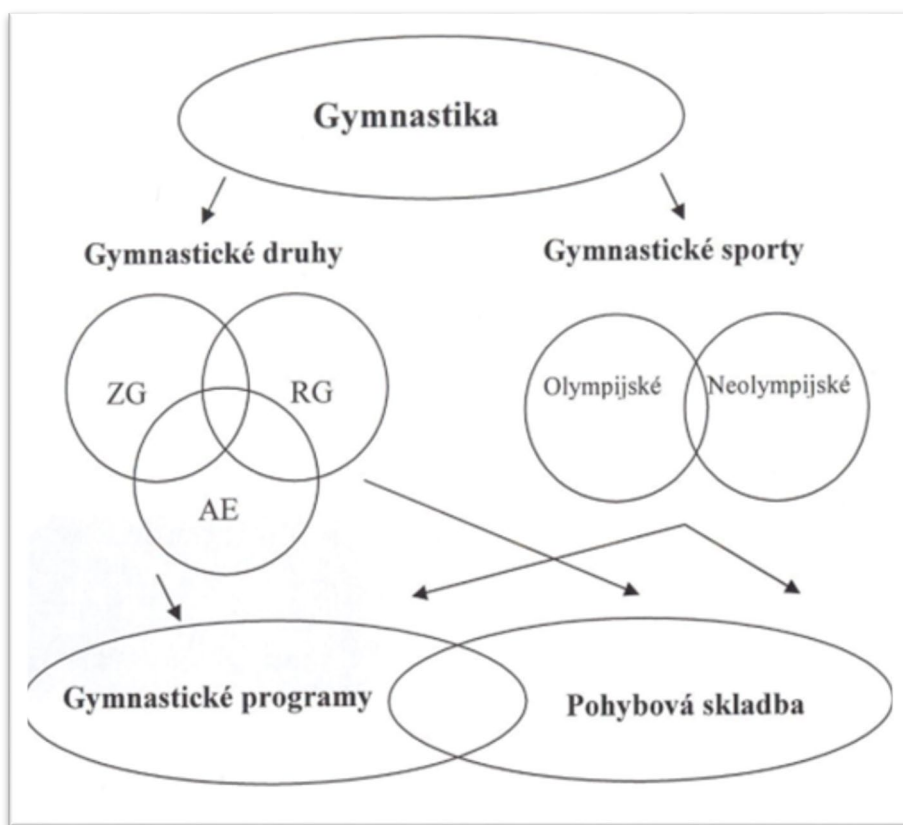 Gymnastika
Gymnastické druhy
Gymnastické sporty
ZG
RG
AE
Olympijské
Neolympijské
Gymnastické programy
Pohybová skladba